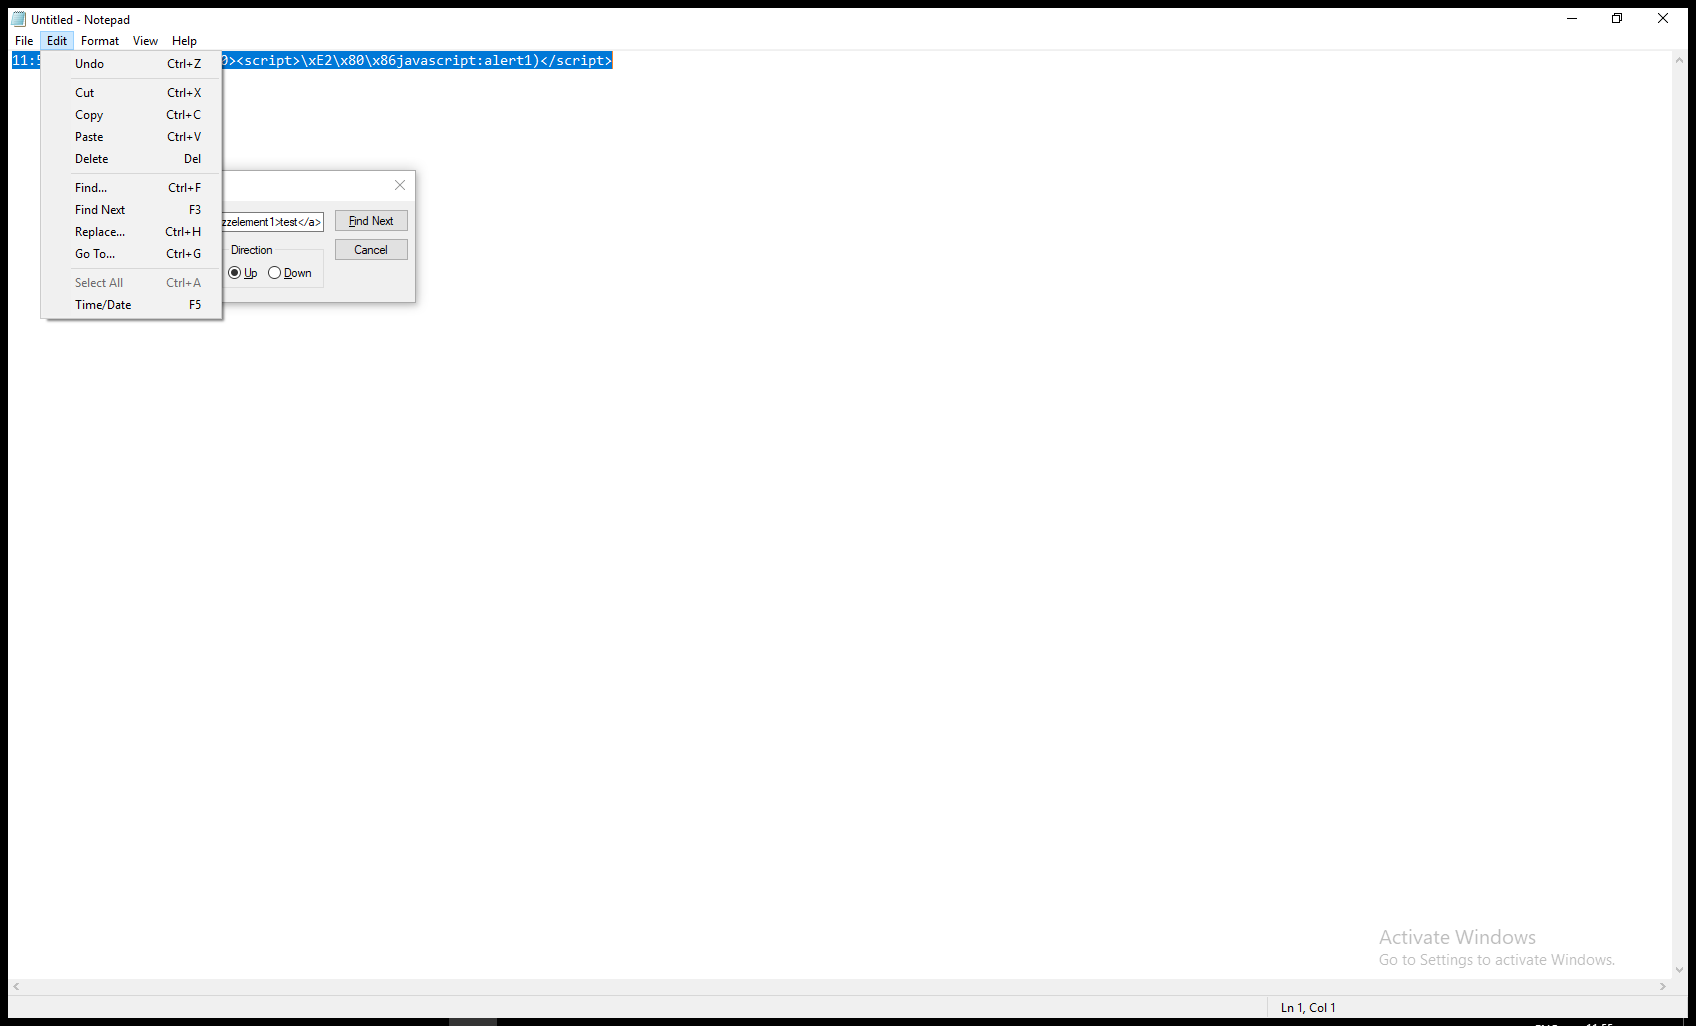 Untitled - Notepad
File Edit Format View Help
><script>\xE2\x80\x86javascript:alert1)</script>
Undo Ctrl+Z
Cut Ctrl+X
Copy Ctrl+C
Paste Ctrl+V
Delete Del
Find... Ctrl+F
Find Next F3
Replace... Ctrl+H
Go To... Ctrl+G
Select All Ctrl+A
Time/Date F5
zzelement1>test</a> Find Next
Direction Cancel
Up Down
Activate Windows
Go to Settings to activate Windows.
Ln 1, Col 1